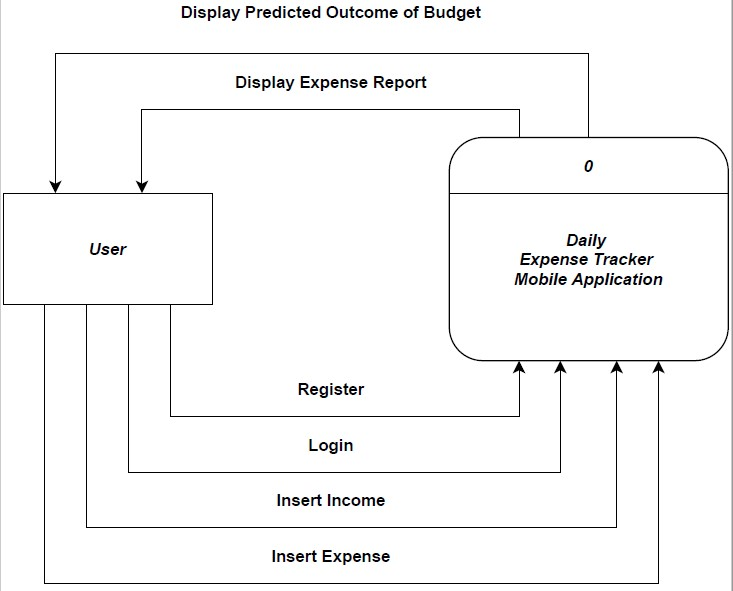 Display Predicted Outcome of Budget
Display Expense Report
0
User
Daily
Expense Tracker
Mobile Application
Register
Login
Insert Income
Insert Expense